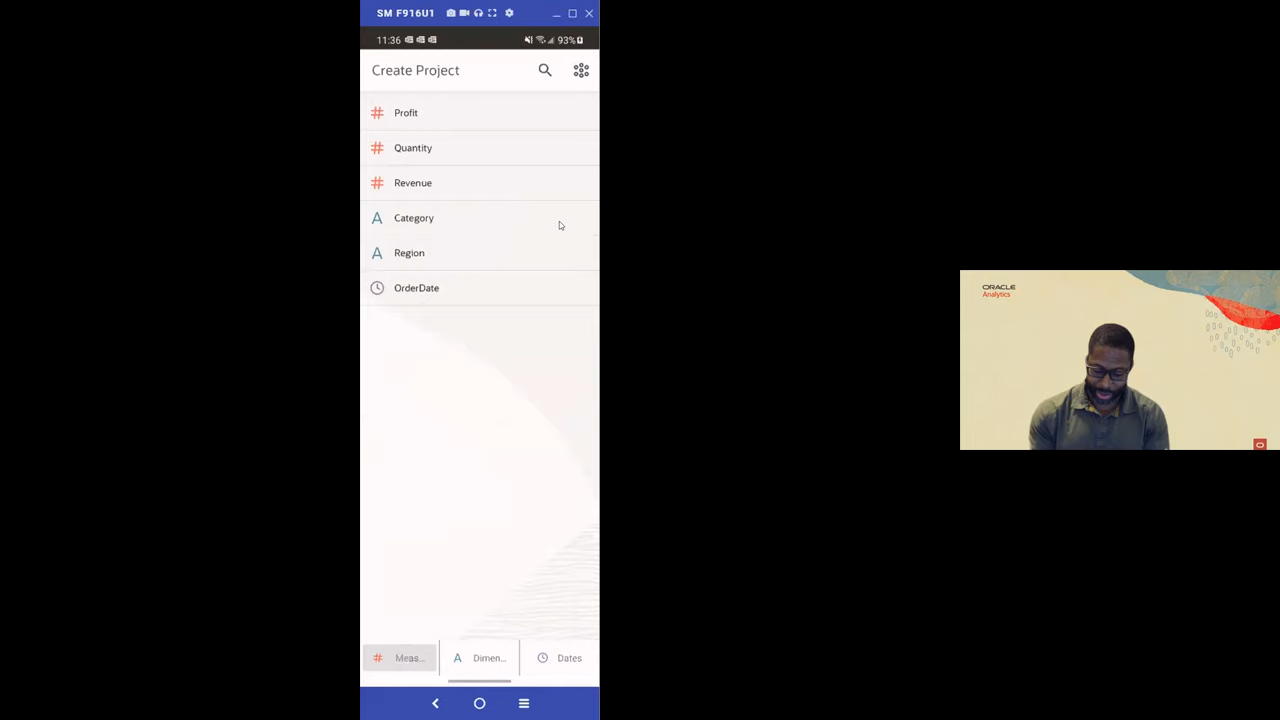 SM F916U1
11:36
93%
Create Project
# Profit
# Quantity
# Revenue
A Category
A Region
OrderDate
# Meas...
A Dimen...
Dates
ORACLE
Analytics